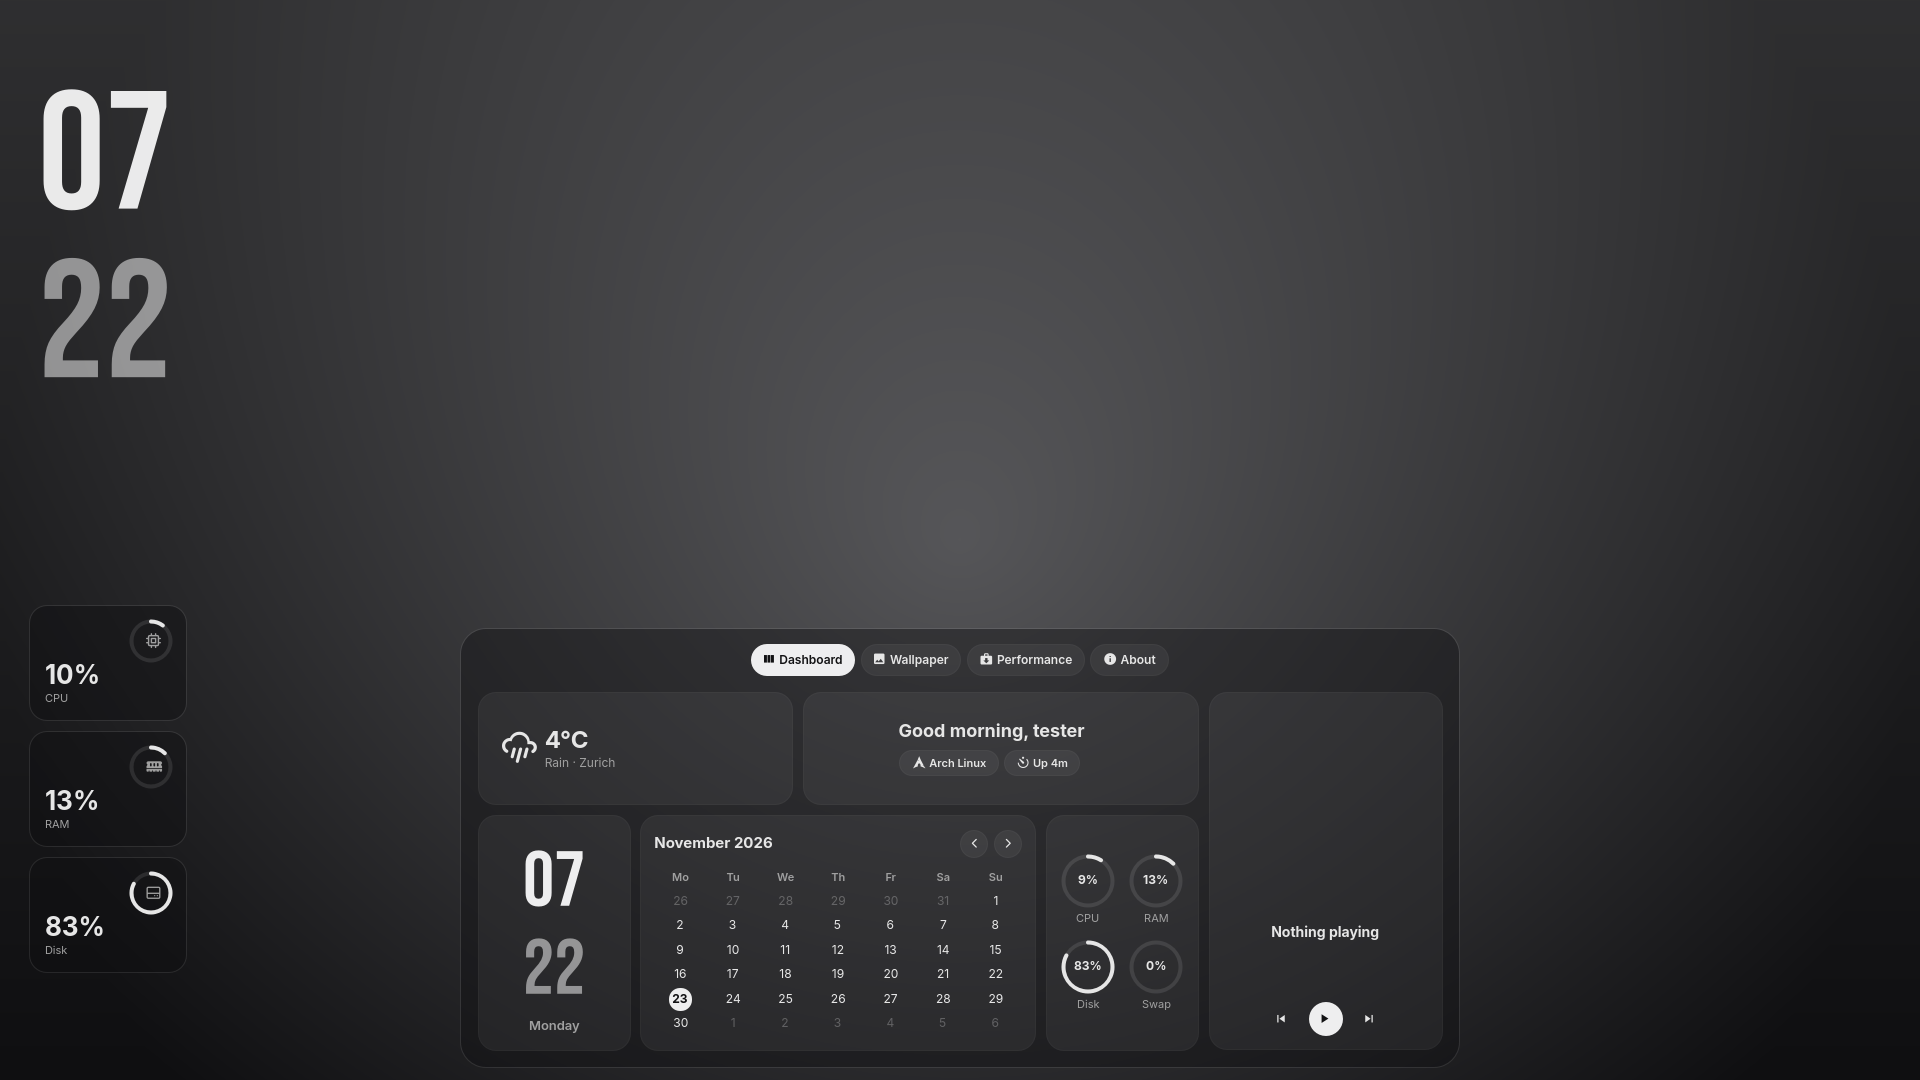 07
22
10%
CPU
13%
RAM
83%
Disk
Dashboard Wallpaper Performance About
4°C
Rain · Zurich
Good morning, tester
Arch Linux Up 4m
07
22
Monday
November 2026
Mo Tu We Th Fr Sa Su
26 27 28 29 30 31 1
2 3 4 5 6 7 8
9 10 11 12 13 14 15
16 17 18 19 20 21 22
23 24 25 26 27 28 29
30 1 2 3 4 5 6
9% 13%
CPU RAM
83% 0%
Disk Swap
Nothing playing